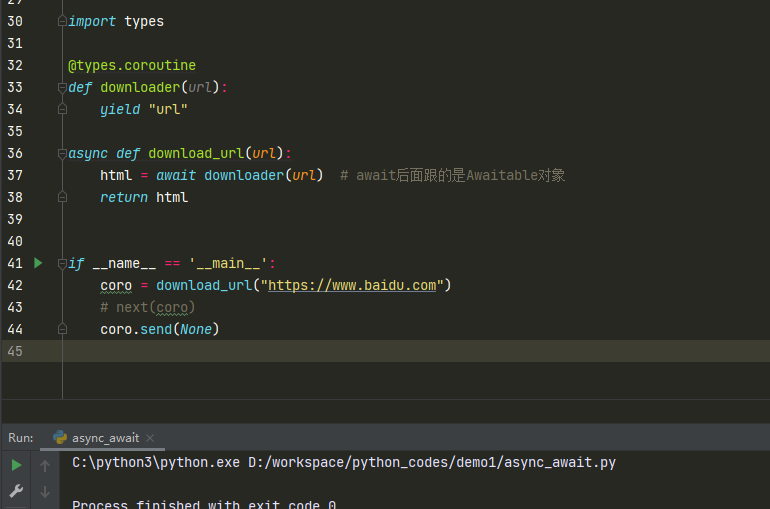 29
30 import types
31
32 @types.coroutine
33 def downloader(url):
34     yield "url"
35
36 async def download_url(url):
37     html = await downloader(url)  # await后面跟的是Awaitable对象
38     return html
39
40
41 if __name__ == '__main__':
42     coro = download_url("https://www.baidu.com")
43     # next(coro)
44     coro.send(None)
45
Run: async_await ×
C:\python3\python.exe D:/workspace/python_codes/demo1/async_await.py
Process finished with exit code 0